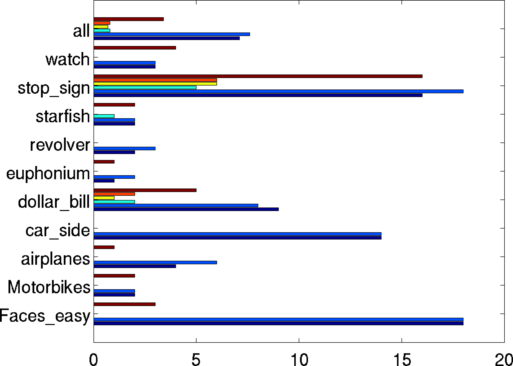 all
watch
stop_sign
starfish
revolver
euphonium
dollar_bill
car_side
airplanes
Motorbikes
Faces_easy
0 5 10 15 20